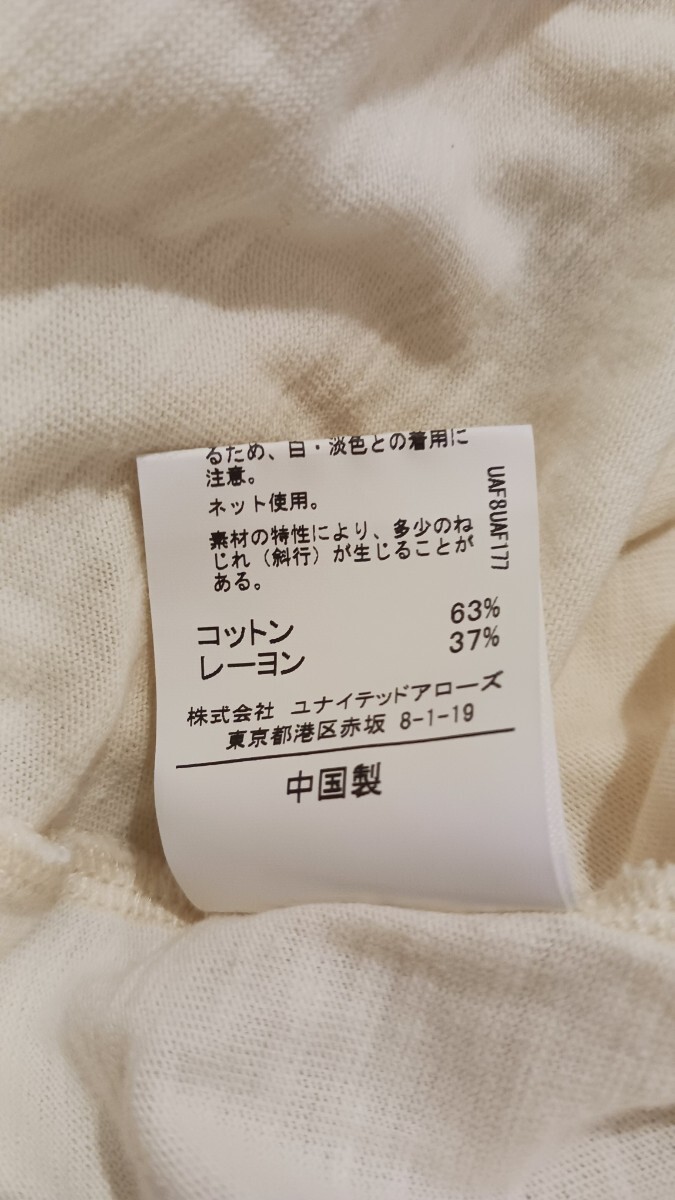 るため、白・淡色との着用に
注意。
ネット使用。
素材の特性により、多少のね
じれ（斜行）が生じることが
ある。
コットン 63%
レーヨン 37%
株式会社 ユナイテッドアローズ
東京都港区赤坂 8-1-19
中国製
UAF8UAF177